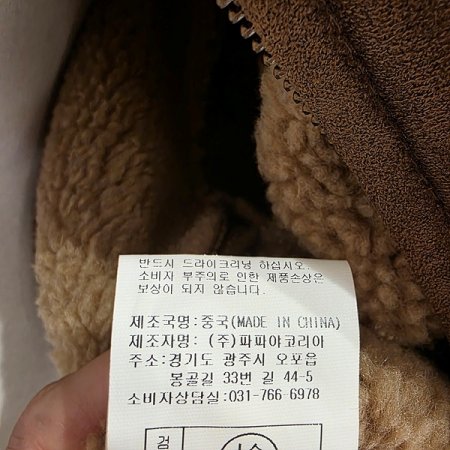 반드시 드라이크리닝 하십시오.
소비자 부주의로 인한 제품손상은
보상이 되지 않습니다.
제조국명:중국(MADE IN CHINA)
제조자명: (주)파파야코리아
주소:경기도 광주시 오포읍
봉골길 33번 길 44-5
소비자상담실:031-766-6978
검